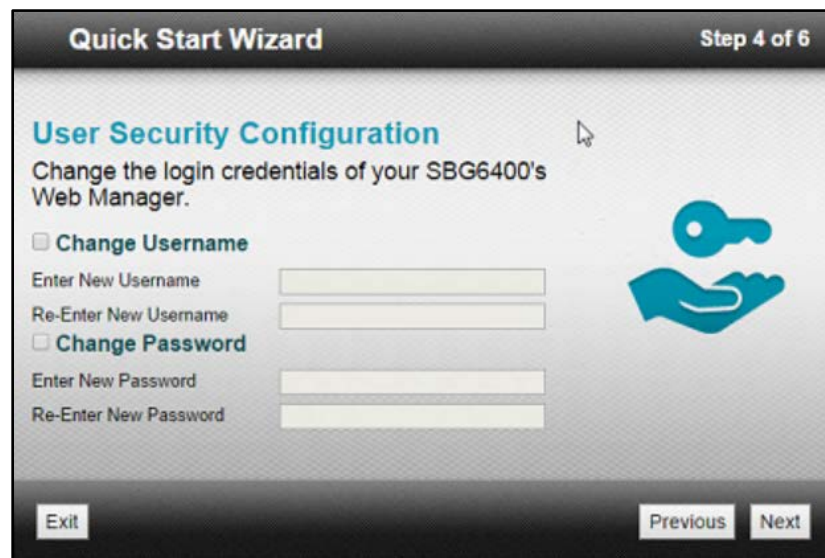 Quick Start Wizard
Step 4 of 6
User Security Configuration
Change the login credentials of your SBG6400's
Web Manager.
Change Username
Enter New Username
Re-Enter New Username
Change Password
Enter New Password
Re-Enter New Password
Exit
Previous
Next